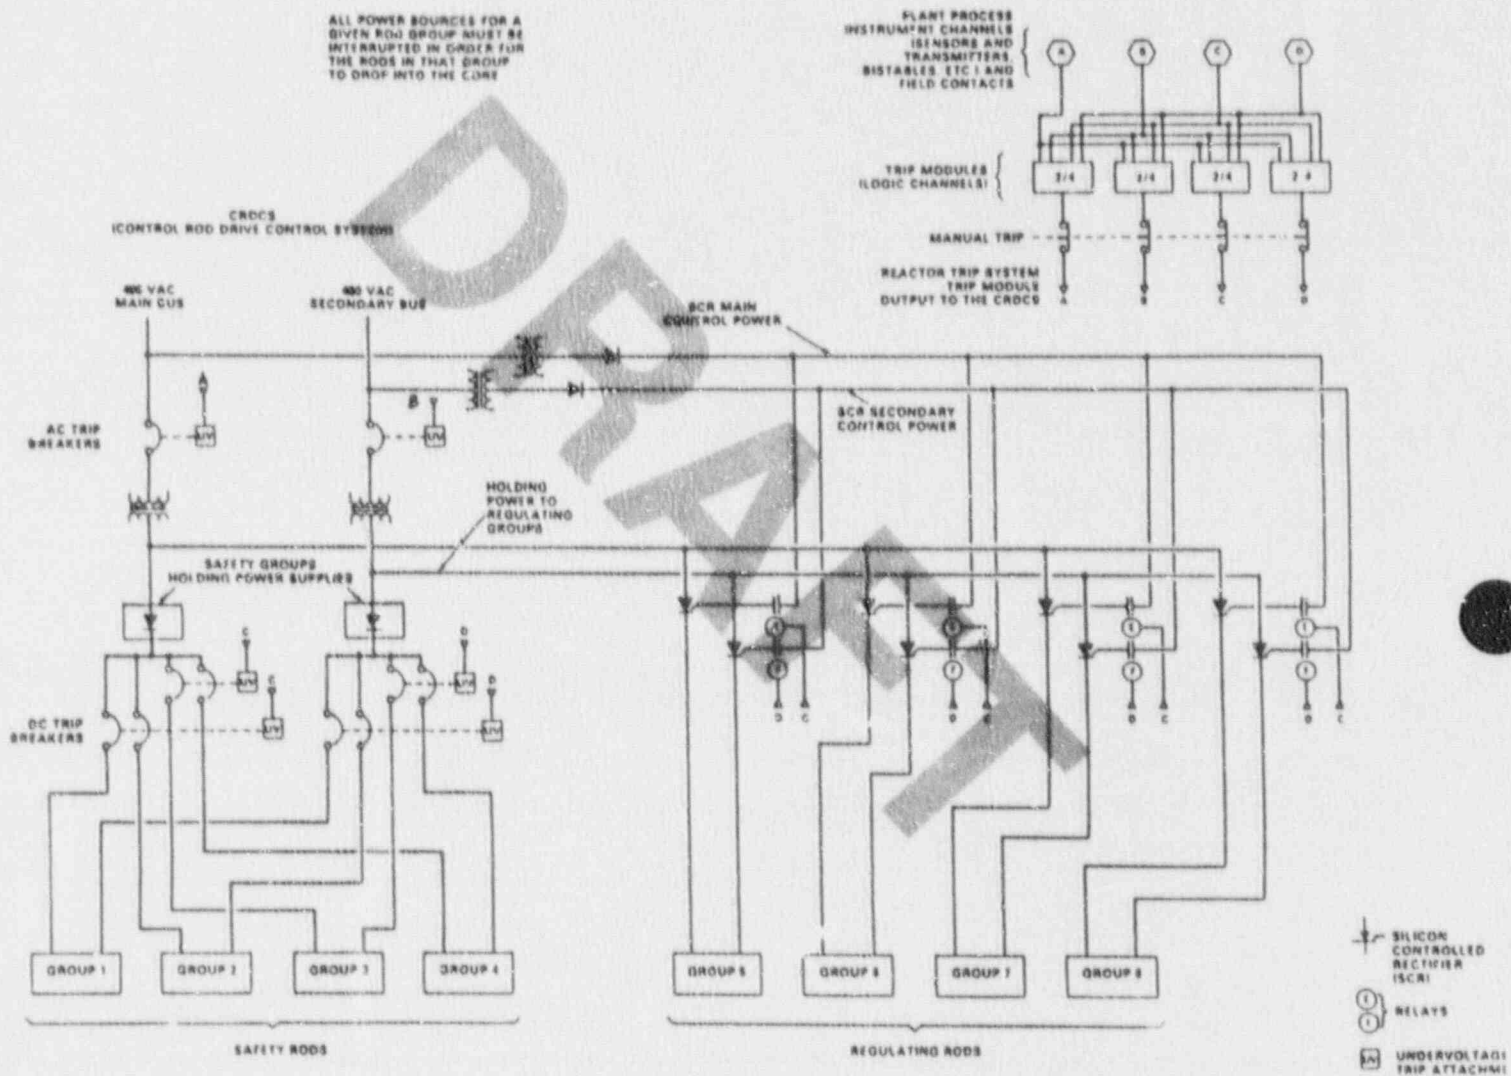 ALL POWER SOURCES FOR A
GIVEN ROD GROUP MUST BE
INTERRUPTED IN ORDER FOR
THE RODS IN THAT GROUP
TO DROP INTO THE CORE
PLANT PROCESS
INSTRUMENT CHANNELS
(SENSORS AND
TRANSMITTERS,
BISTABLES, ETC.) AND
FIELD CONTACTS
A
B
C
D
TRIP MODULES
(LOGIC CHANNELS)
2/4
2/4
2/4
2/4
MANUAL TRIP
REACTOR TRIP SYSTEM
TRIP MODULE
OUTPUT TO THE CRDCS
A
B
C
D
CRDCS
(CONTROL ROD DRIVE CONTROL SYSTEM)
480 VAC
MAIN BUS
480 VAC
SECONDARY BUS
SCR MAIN
CONTROL POWER
SCR SECONDARY
CONTROL POWER
AC TRIP
BREAKERS
A
U/V
B
U/V
HOLDING
POWER TO
REGULATING
GROUPS
SAFETY GROUPS
HOLDING POWER SUPPLIES
C
U/V
C
U/V
D
U/V
D
U/V
DC TRIP
BREAKERS
E
F
D
C
E
F
D
C
E
F
D
C
E
F
D
C
GROUP 1
GROUP 2
GROUP 3
GROUP 4
GROUP 5
GROUP 6
GROUP 7
GROUP 8
SAFETY RODS
REGULATING RODS
SILICON
CONTROLLED
RECTIFIER
(SCR)
E
F
RELAYS
U/V
UNDERVOLTAGE
TRIP ATTACHME
DRAFT